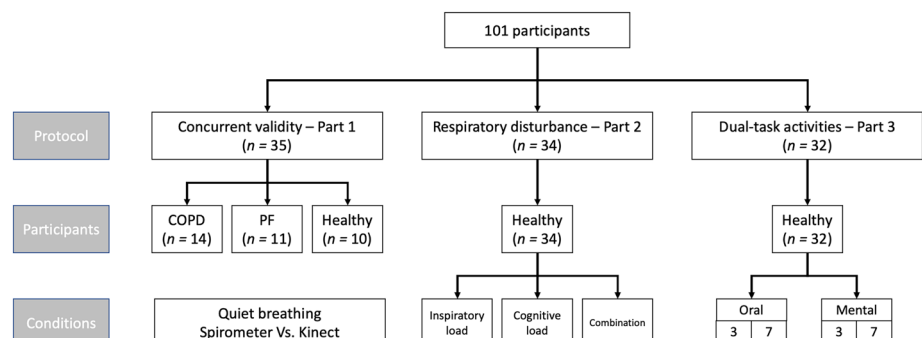 101 participants
Protocol
Concurrent validity – Part 1
(n = 35)
Respiratory disturbance – Part 2
(n = 34)
Dual-task activities – Part 3
(n = 32)
Participants
COPD
(n = 14)
PF
(n = 11)
Healthy
(n = 10)
Healthy
(n = 34)
Healthy
(n = 32)
Conditions
Quiet breathing
Spirometer Vs. Kinect
Inspiratory
load
Cognitive
load
Combination
Oral
3 7
Mental
3 7